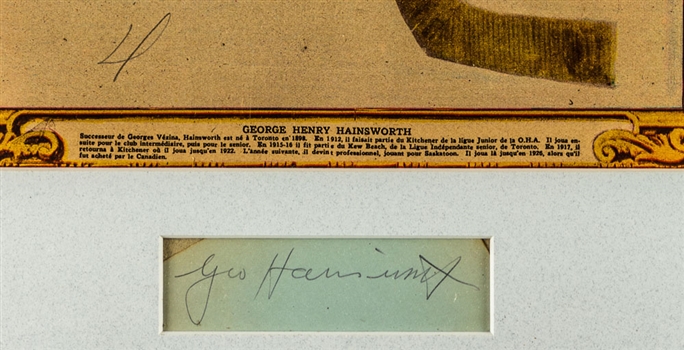 4
GEORGE HENRY HAINSWORTH
Successeur de Georges Vézina, Hainsworth est né à Toronto en 1898. En 1912, il faisait partie du Kitchener de la ligue Junior de la O.H.A. Il joua en-
suite pour le club intermédiaire, puis pour le senior. En 1915-16 il fit partie du Kew Beach, de la Ligue Indépendante senior, de Toronto. En 1917, il
retourna à Kitchener où il joua jusqu'en 1922. L'année suivante, il devint professionnel, jouant pour Saskatoon. Il joua là jusqu'en 1926, alors qu'il
fut acheté par le Canadien.
Geo Hainsworth